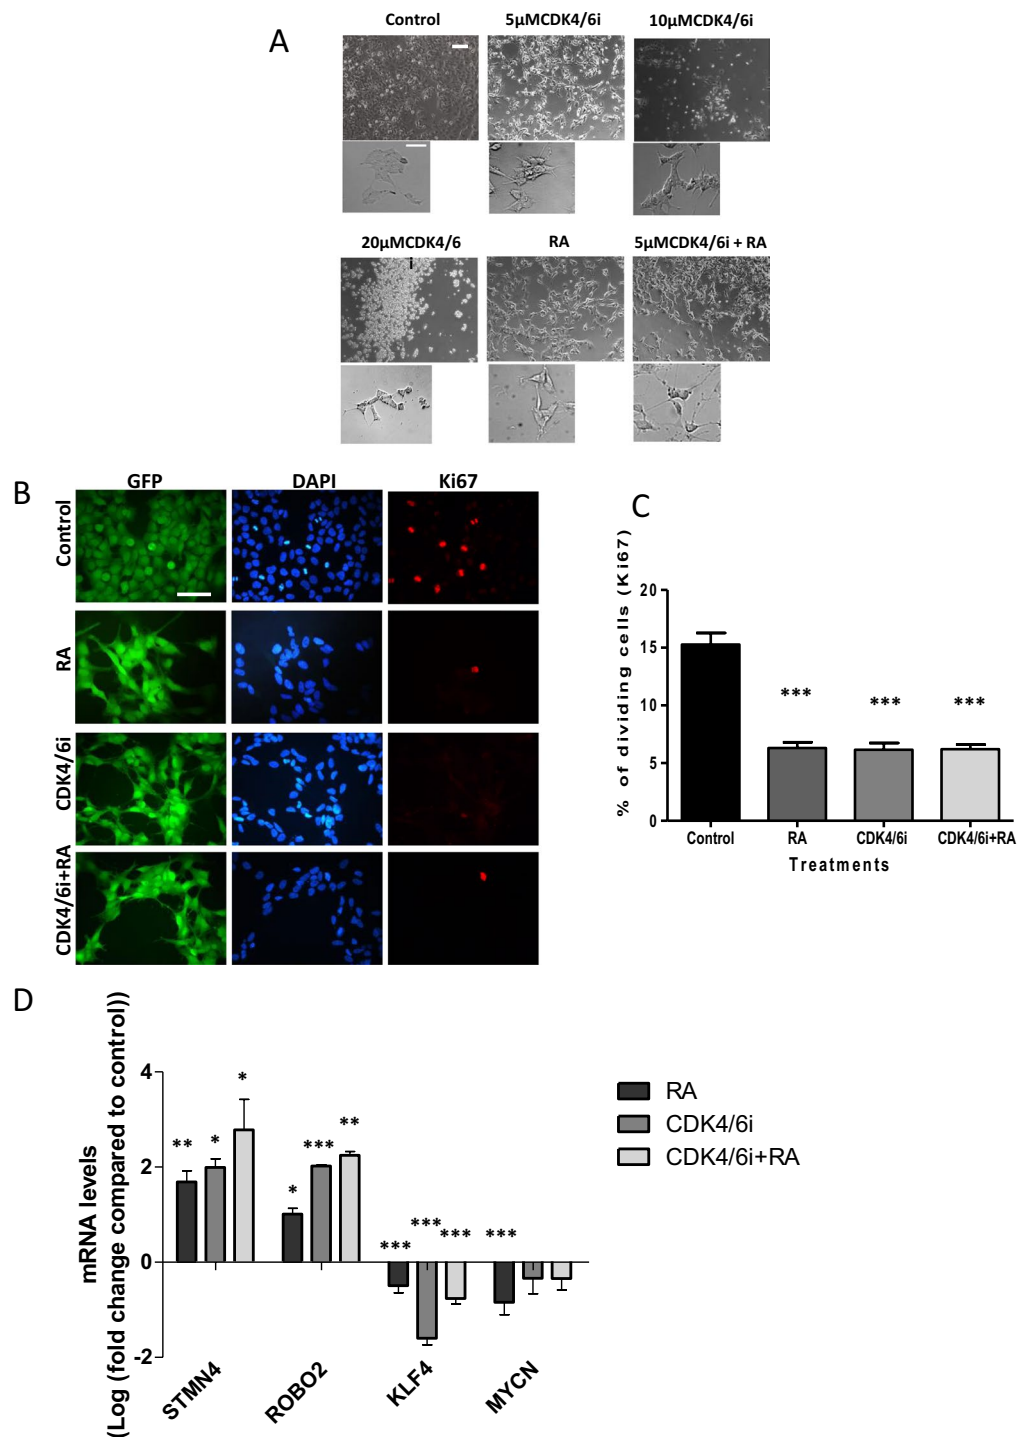 A
Control
5μMCDK4/6i
10μMCDK4/6i
20μMCDK4/6
i
RA
5μMCDK4/6i + RA
B
GFP
DAPI
Ki67
Control
RA
CDK4/6i
CDK4/6i+RA
C
% of dividing cells (Ki67)
20
15
10
5
0
***
***
***
Control
RA
CDK4/6i
CDK4/6i+RA
Treatments
D
mRNA levels
(Log (fold change compared to control))
4
2
0
-2
**
*
*
*
***
**
***
***
***
***
STMN4
ROBO2
KLF4
MYCN
RA
CDK4/6i
CDK4/6i+RA